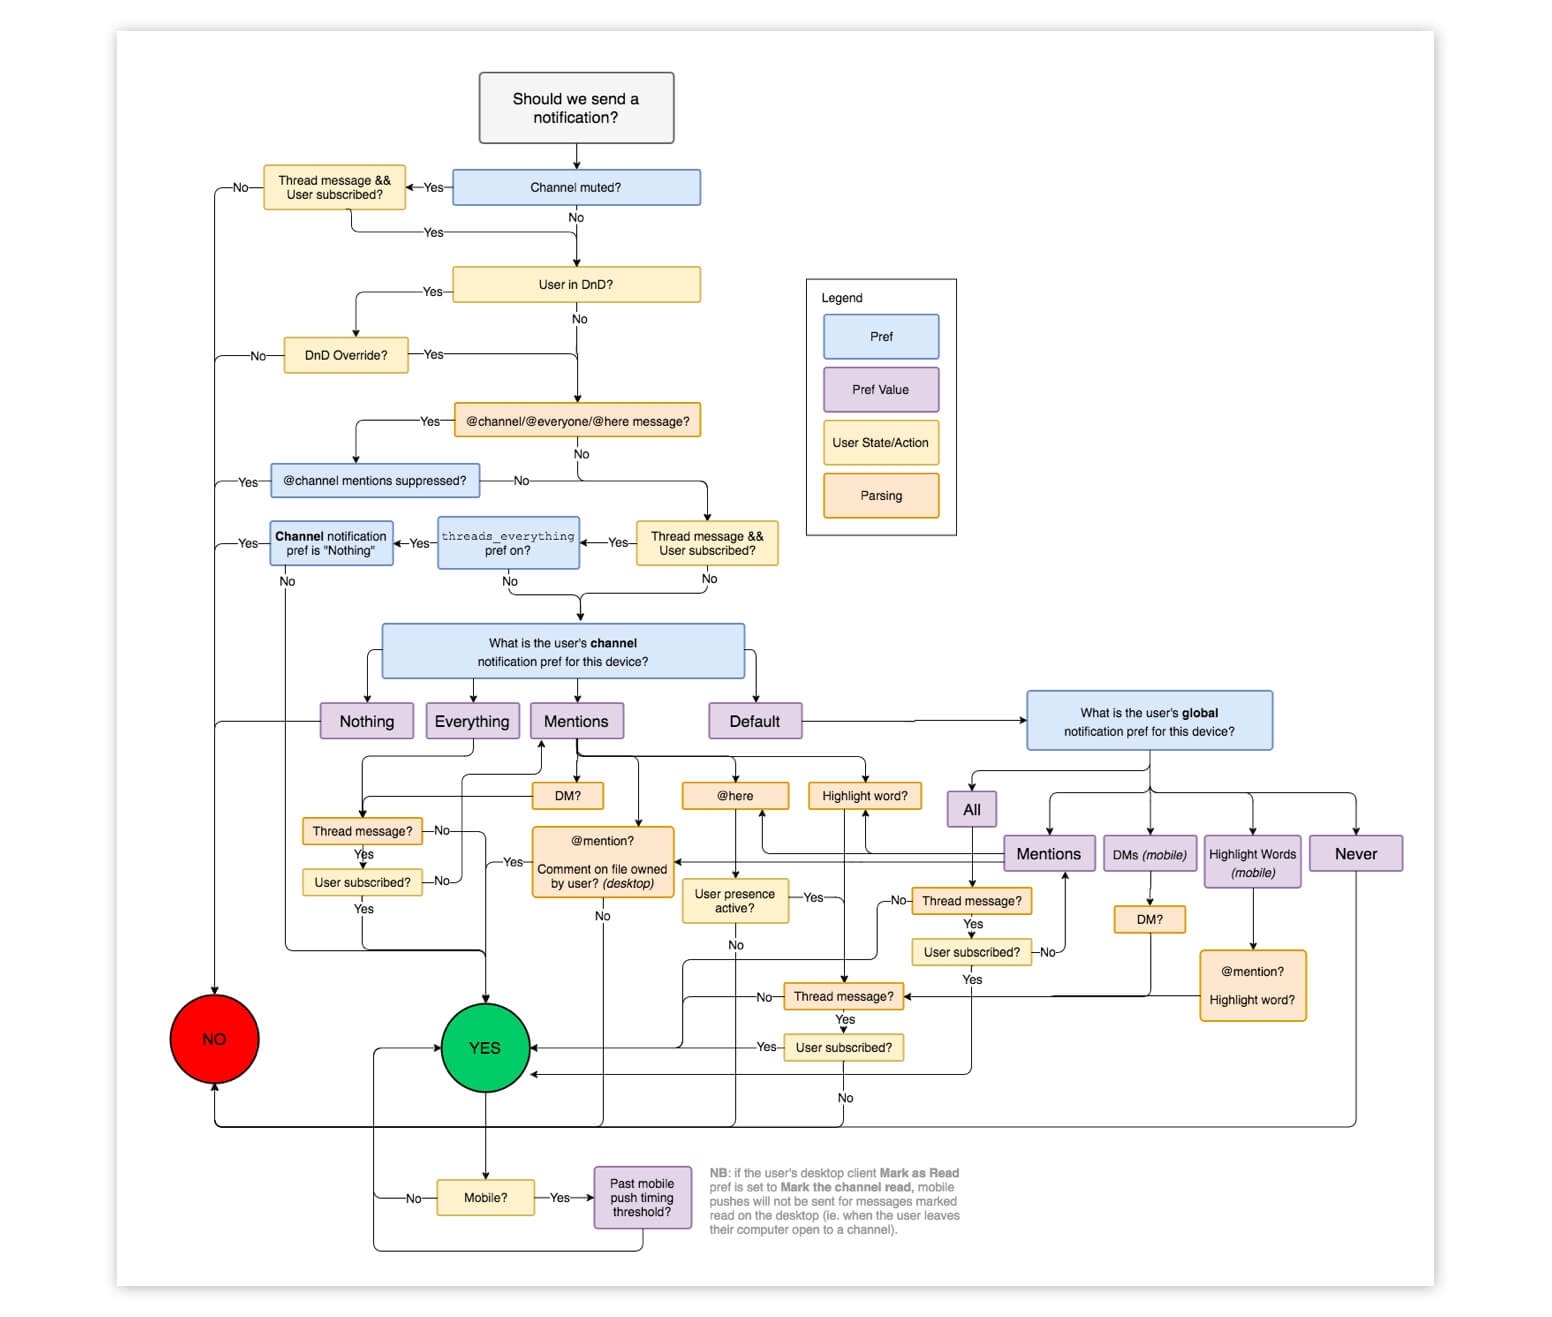 Should we send a
notification?
Thread message &&
User subscribed?
Yes
Channel muted?
No
No
Yes
User in DnD?
Yes
No
DnD Override?
No
Yes
Legend
Pref
Pref Value
User State/Action
Parsing
@channel/@everyone/@here message?
Yes
No
@channel mentions suppressed?
Yes
No
Channel notification
pref is "Nothing"
Yes
threads_everything
pref on?
Yes
Thread message &&
User subscribed?
Yes
No
No
No
What is the user's channel
notification pref for this device?
Nothing
Everything
Mentions
Default
What is the user's global
notification pref for this device?
DM?
@here
Highlight word?
All
Thread message?
No
Yes
User subscribed?
No
Yes
@mention?
Comment on file owned
by user? (desktop)
Yes
No
User presence
active?
Yes
No
Mentions
DMs (mobile)
Highlight Words
(mobile)
Never
Thread message?
No
Yes
User subscribed?
No
Yes
DM?
@mention?
Highlight word?
Thread message?
No
Yes
User subscribed?
Yes
No
NO
YES
Mobile?
No
Yes
Past mobile
push timing
threshold?
NB: if the user's desktop client Mark as Read
pref is set to Mark the channel read, mobile
pushes will not be sent for messages marked
read on the desktop (ie. when the user leaves
their computer open to a channel).